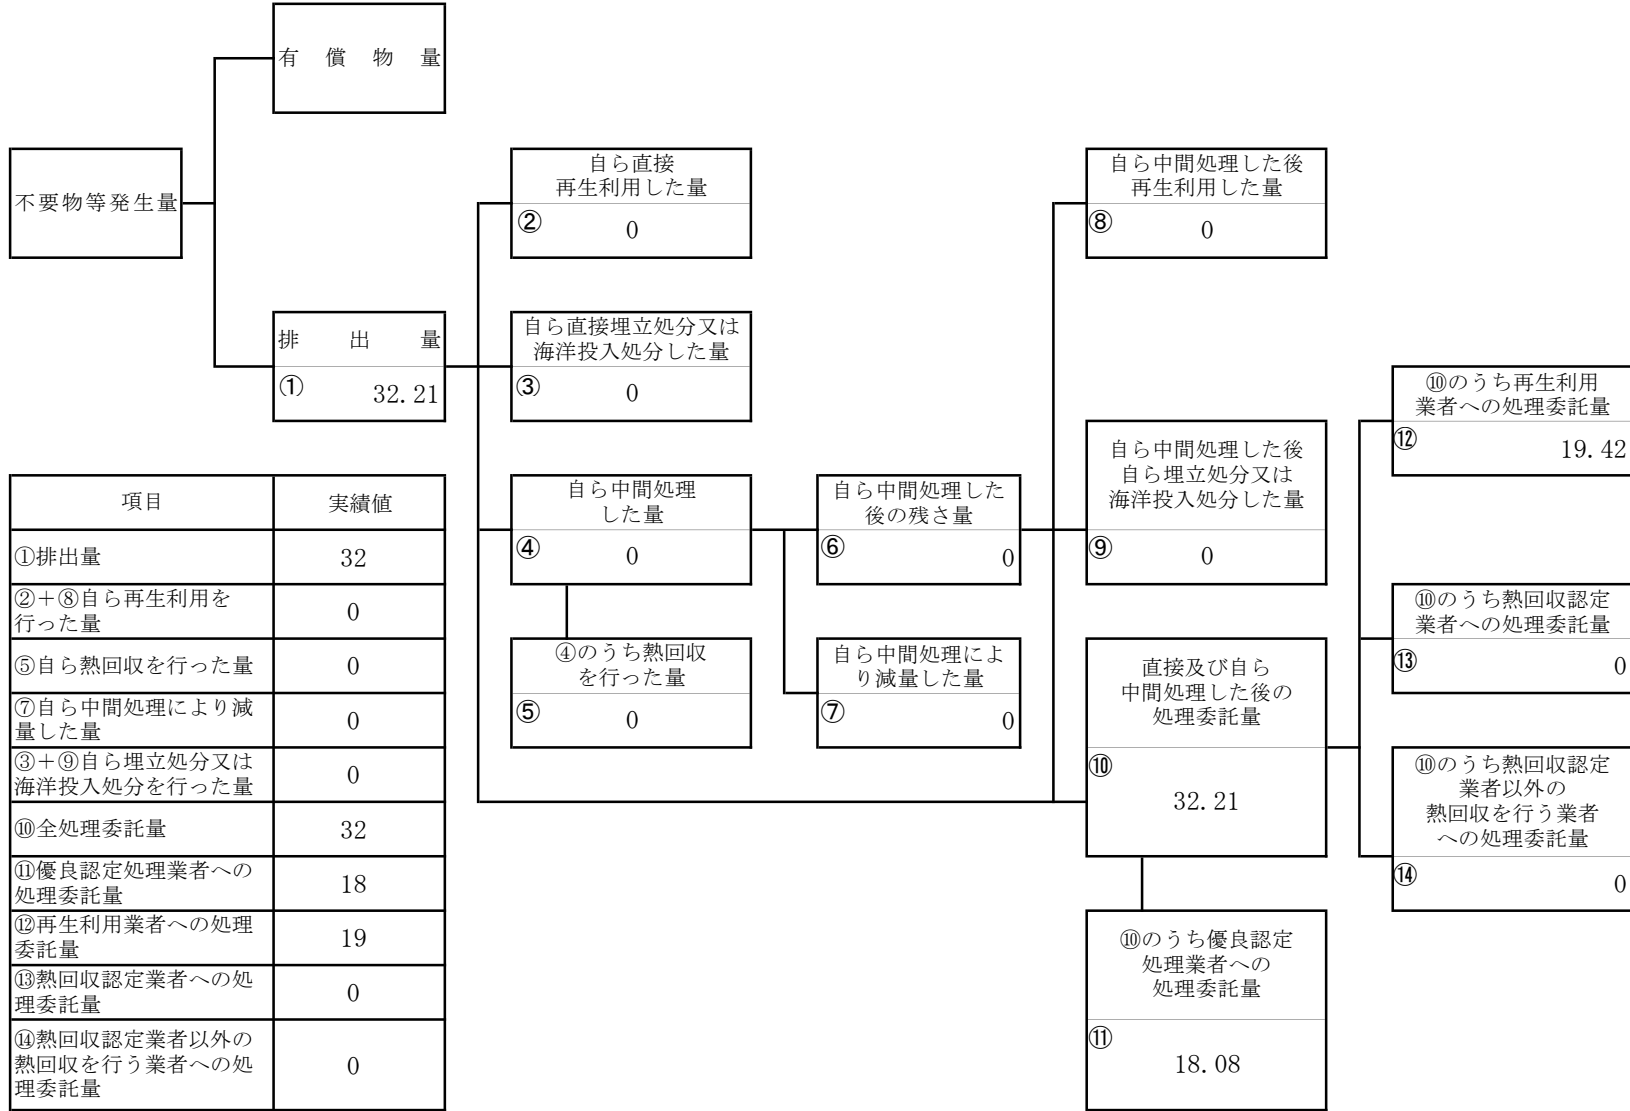 有償物量
不要物等発生量
排出量
① 32.21
自ら直接
再生利用した量
② 0
自ら直接埋立処分又は
海洋投入処分した量
③ 0
自ら中間処理
した量
④ 0
④のうち熱回収
を行った量
⑤ 0
自ら中間処理した
後の残さ量
⑥ 0
自ら中間処理によ
り減量した量
⑦ 0
自ら中間処理した後
再生利用した量
⑧ 0
自ら中間処理した後
自ら埋立処分又は
海洋投入処分した量
⑨ 0
直接及び自ら
中間処理した後の
処理委託量
⑩
32.21
⑩のうち優良認定
処理業者への
処理委託量
⑪
18.08
⑩のうち再生利用
業者への処理委託量
⑫ 19.42
⑩のうち熱回収認定
業者への処理委託量
⑬ 0
⑩のうち熱回収認定
業者以外の
熱回収を行う業者
への処理委託量
⑭ 0
項目 実績値
①排出量 32
②＋⑧自ら再生利用を
行った量 0
⑤自ら熱回収を行った量 0
⑦自ら中間処理により減
量した量 0
③＋⑨自ら埋立処分又は
海洋投入処分を行った量 0
⑩全処理委託量 32
⑪優良認定処理業者への
処理委託量 18
⑫再生利用業者への処理
委託量 19
⑬熱回収認定業者への処
理委託量 0
⑭熱回収認定業者以外の
熱回収を行う業者への処
理委託量 0